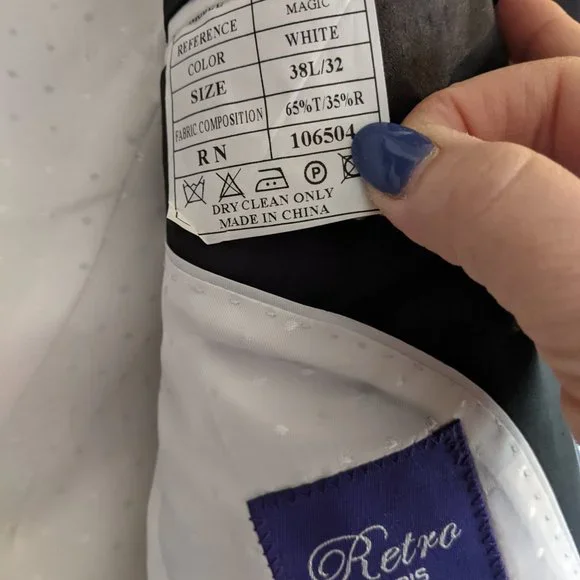 REFERENCE MAGIC
COLOR WHITE
SIZE 38L/32
FABRIC COMPOSITION 65%T/35%R
RN 106504
P
DRY CLEAN ONLY
MADE IN CHINA
Retro